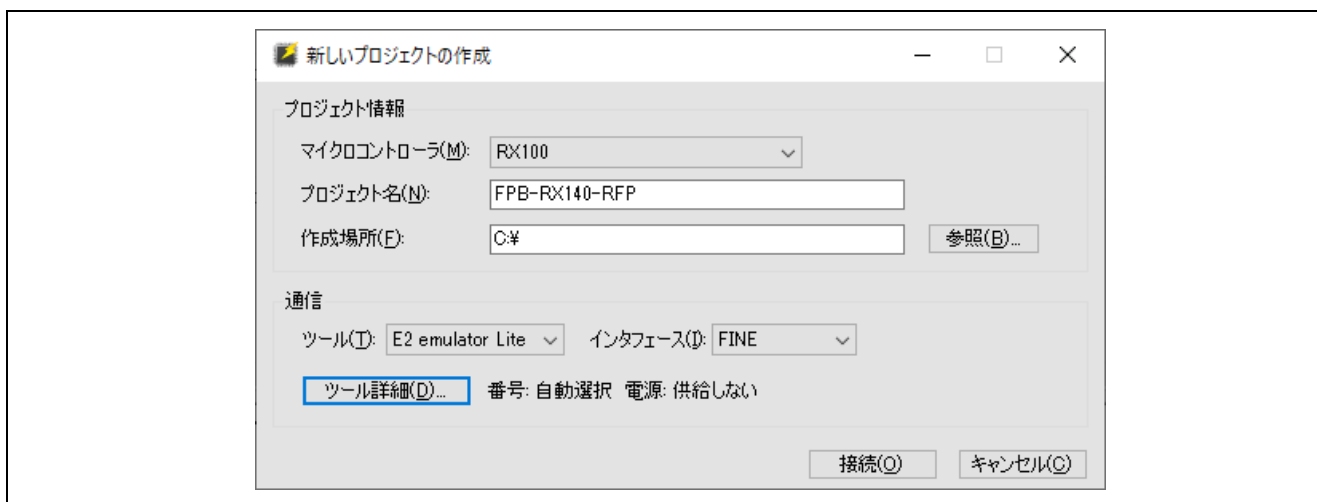 新しいプロジェクトの作成
プロジェクト情報
マイクロコントローラ(M): RX100
プロジェクト名(N): FPB-RX140-RFP
作成場所(F): C:¥ 参照(B)...
通信
ツール(T): E2 emulator Lite インタフェース(I): FINE
ツール詳細(D)... 番号: 自動選択 電源: 供給しない
接続(O) キャンセル(C)